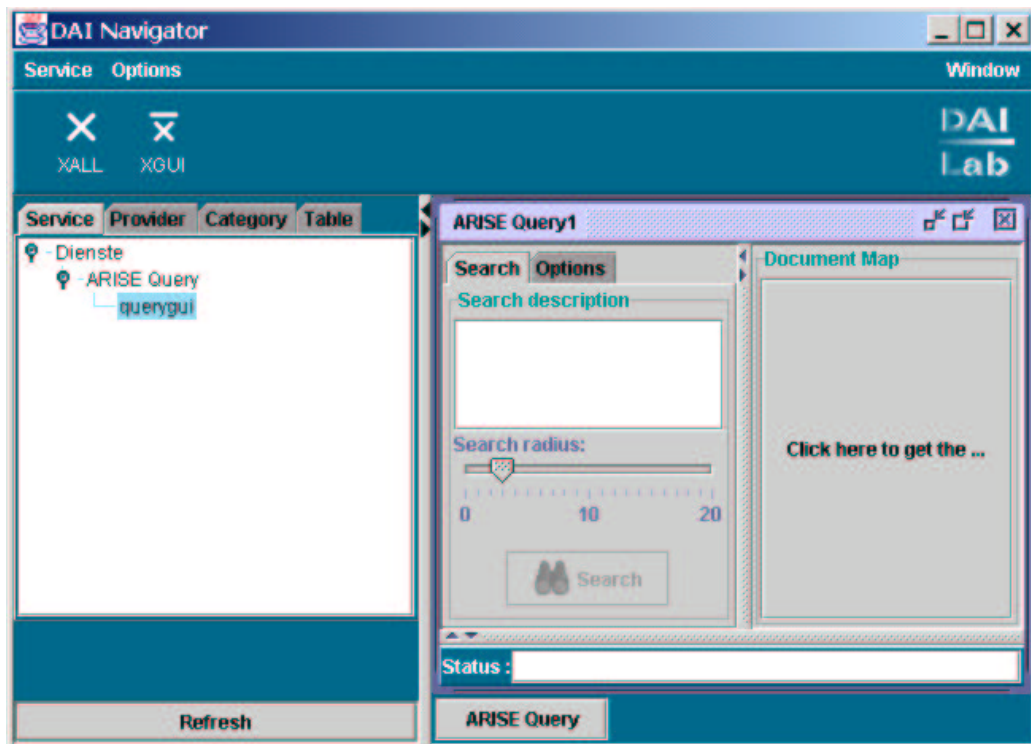 DAI Navigator
Service Options Window
XALL XGUI
DAI
Lab
Service Provider Category Table
Dienste
ARISE Query
querygui
ARISE Query1
Search Options
Search description
Search radius:
0 10 20
Search
Document Map
Click here to get the ...
Status :
Refresh
ARISE Query